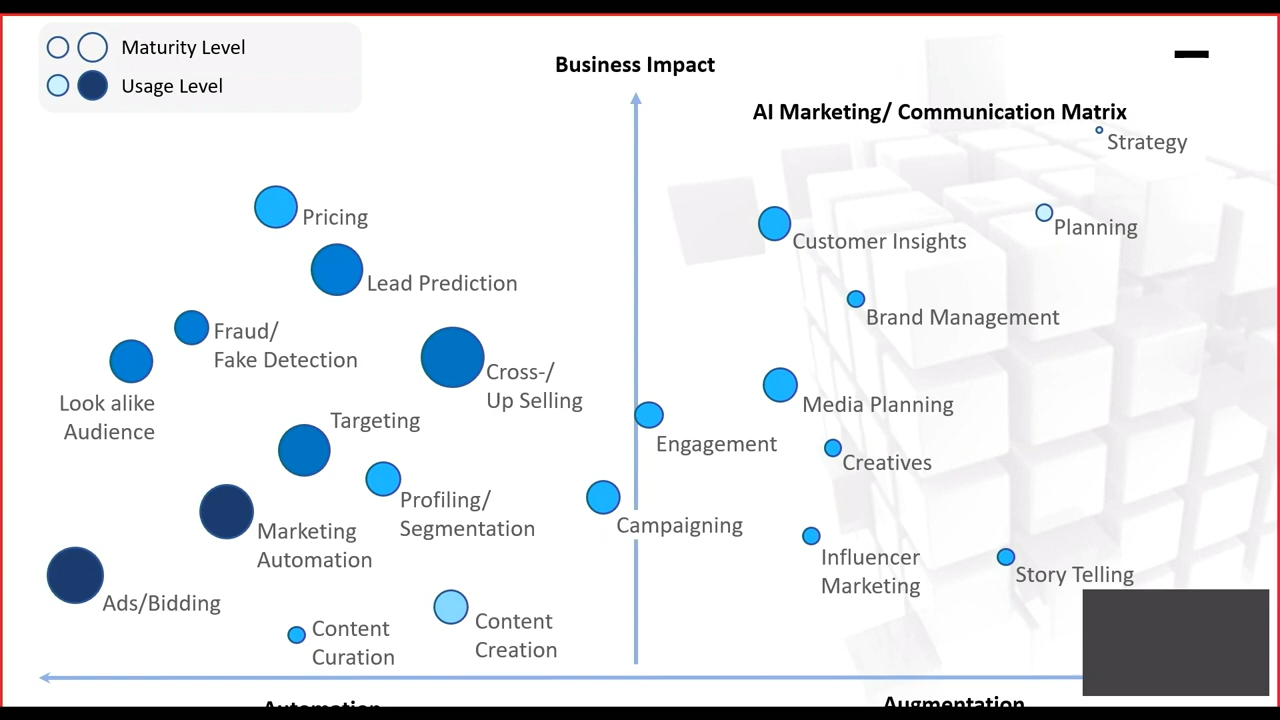 Maturity Level
Usage Level
Business Impact
AI Marketing/ Communication Matrix
Strategy
Pricing
Planning
Customer Insights
Lead Prediction
Brand Management
Fraud/
Fake Detection
Cross-/
Up Selling
Look alike
Audience
Media Planning
Targeting
Engagement
Creatives
Profiling/
Segmentation
Campaigning
Marketing
Automation
Influencer
Marketing
Story Telling
Ads/Bidding
Content
Curation
Content
Creation
Automation
Augmentation